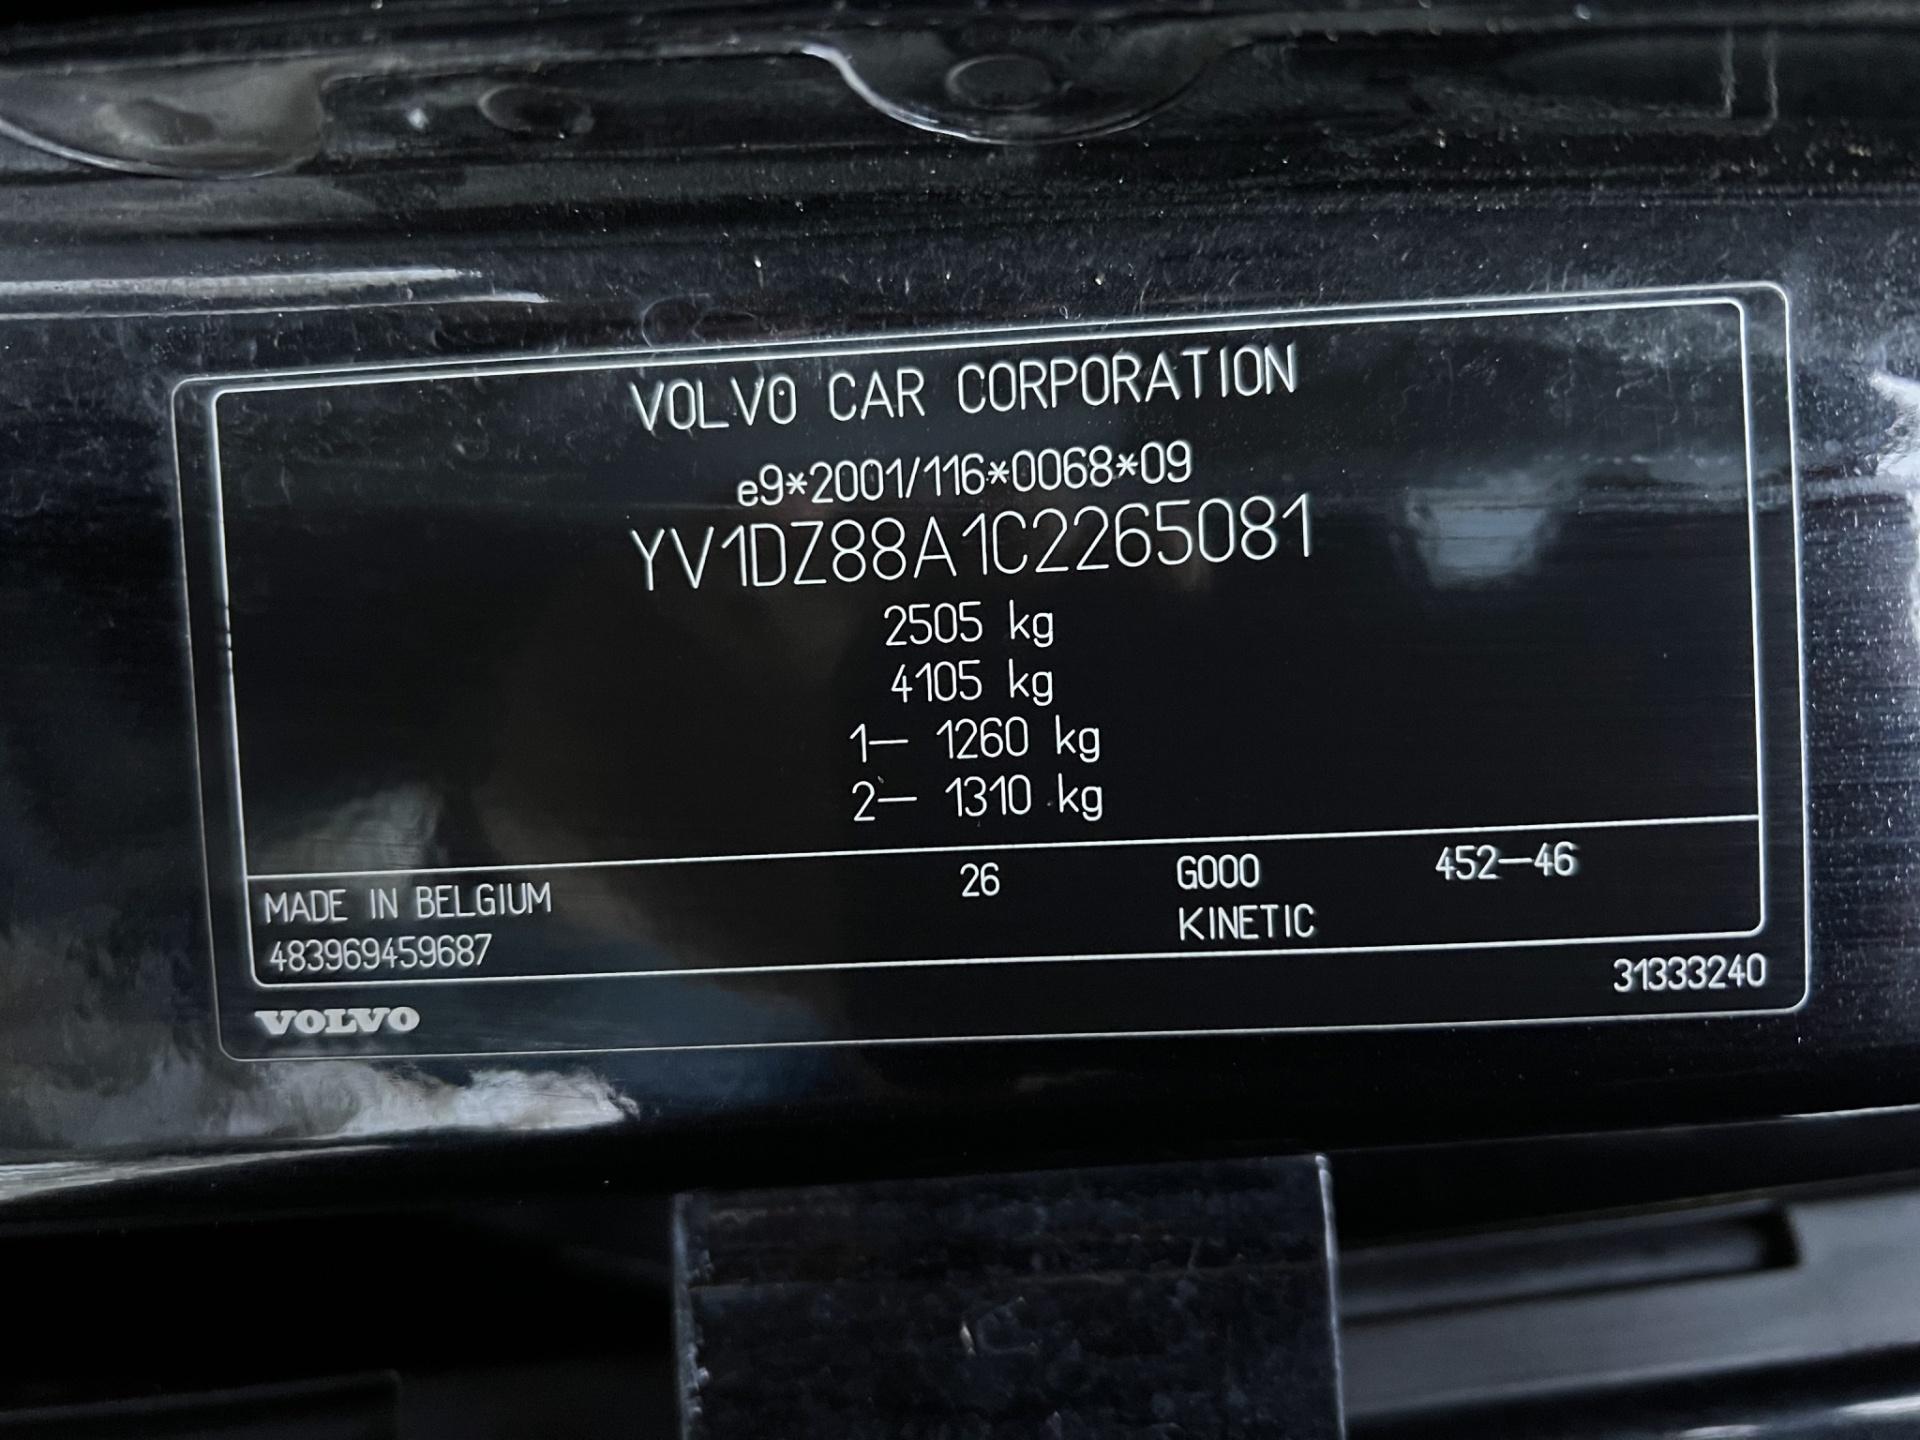 VOLVO CAR CORPORATION
e9*2001/116*0068*09
YV1DZ88A1C2265081
2505 kg
4105 kg
1— 1260 kg
2— 1310 kg
MADE IN BELGIUM 26 G000 452—46
483969459687 KINETIC
31333240
VOLVO